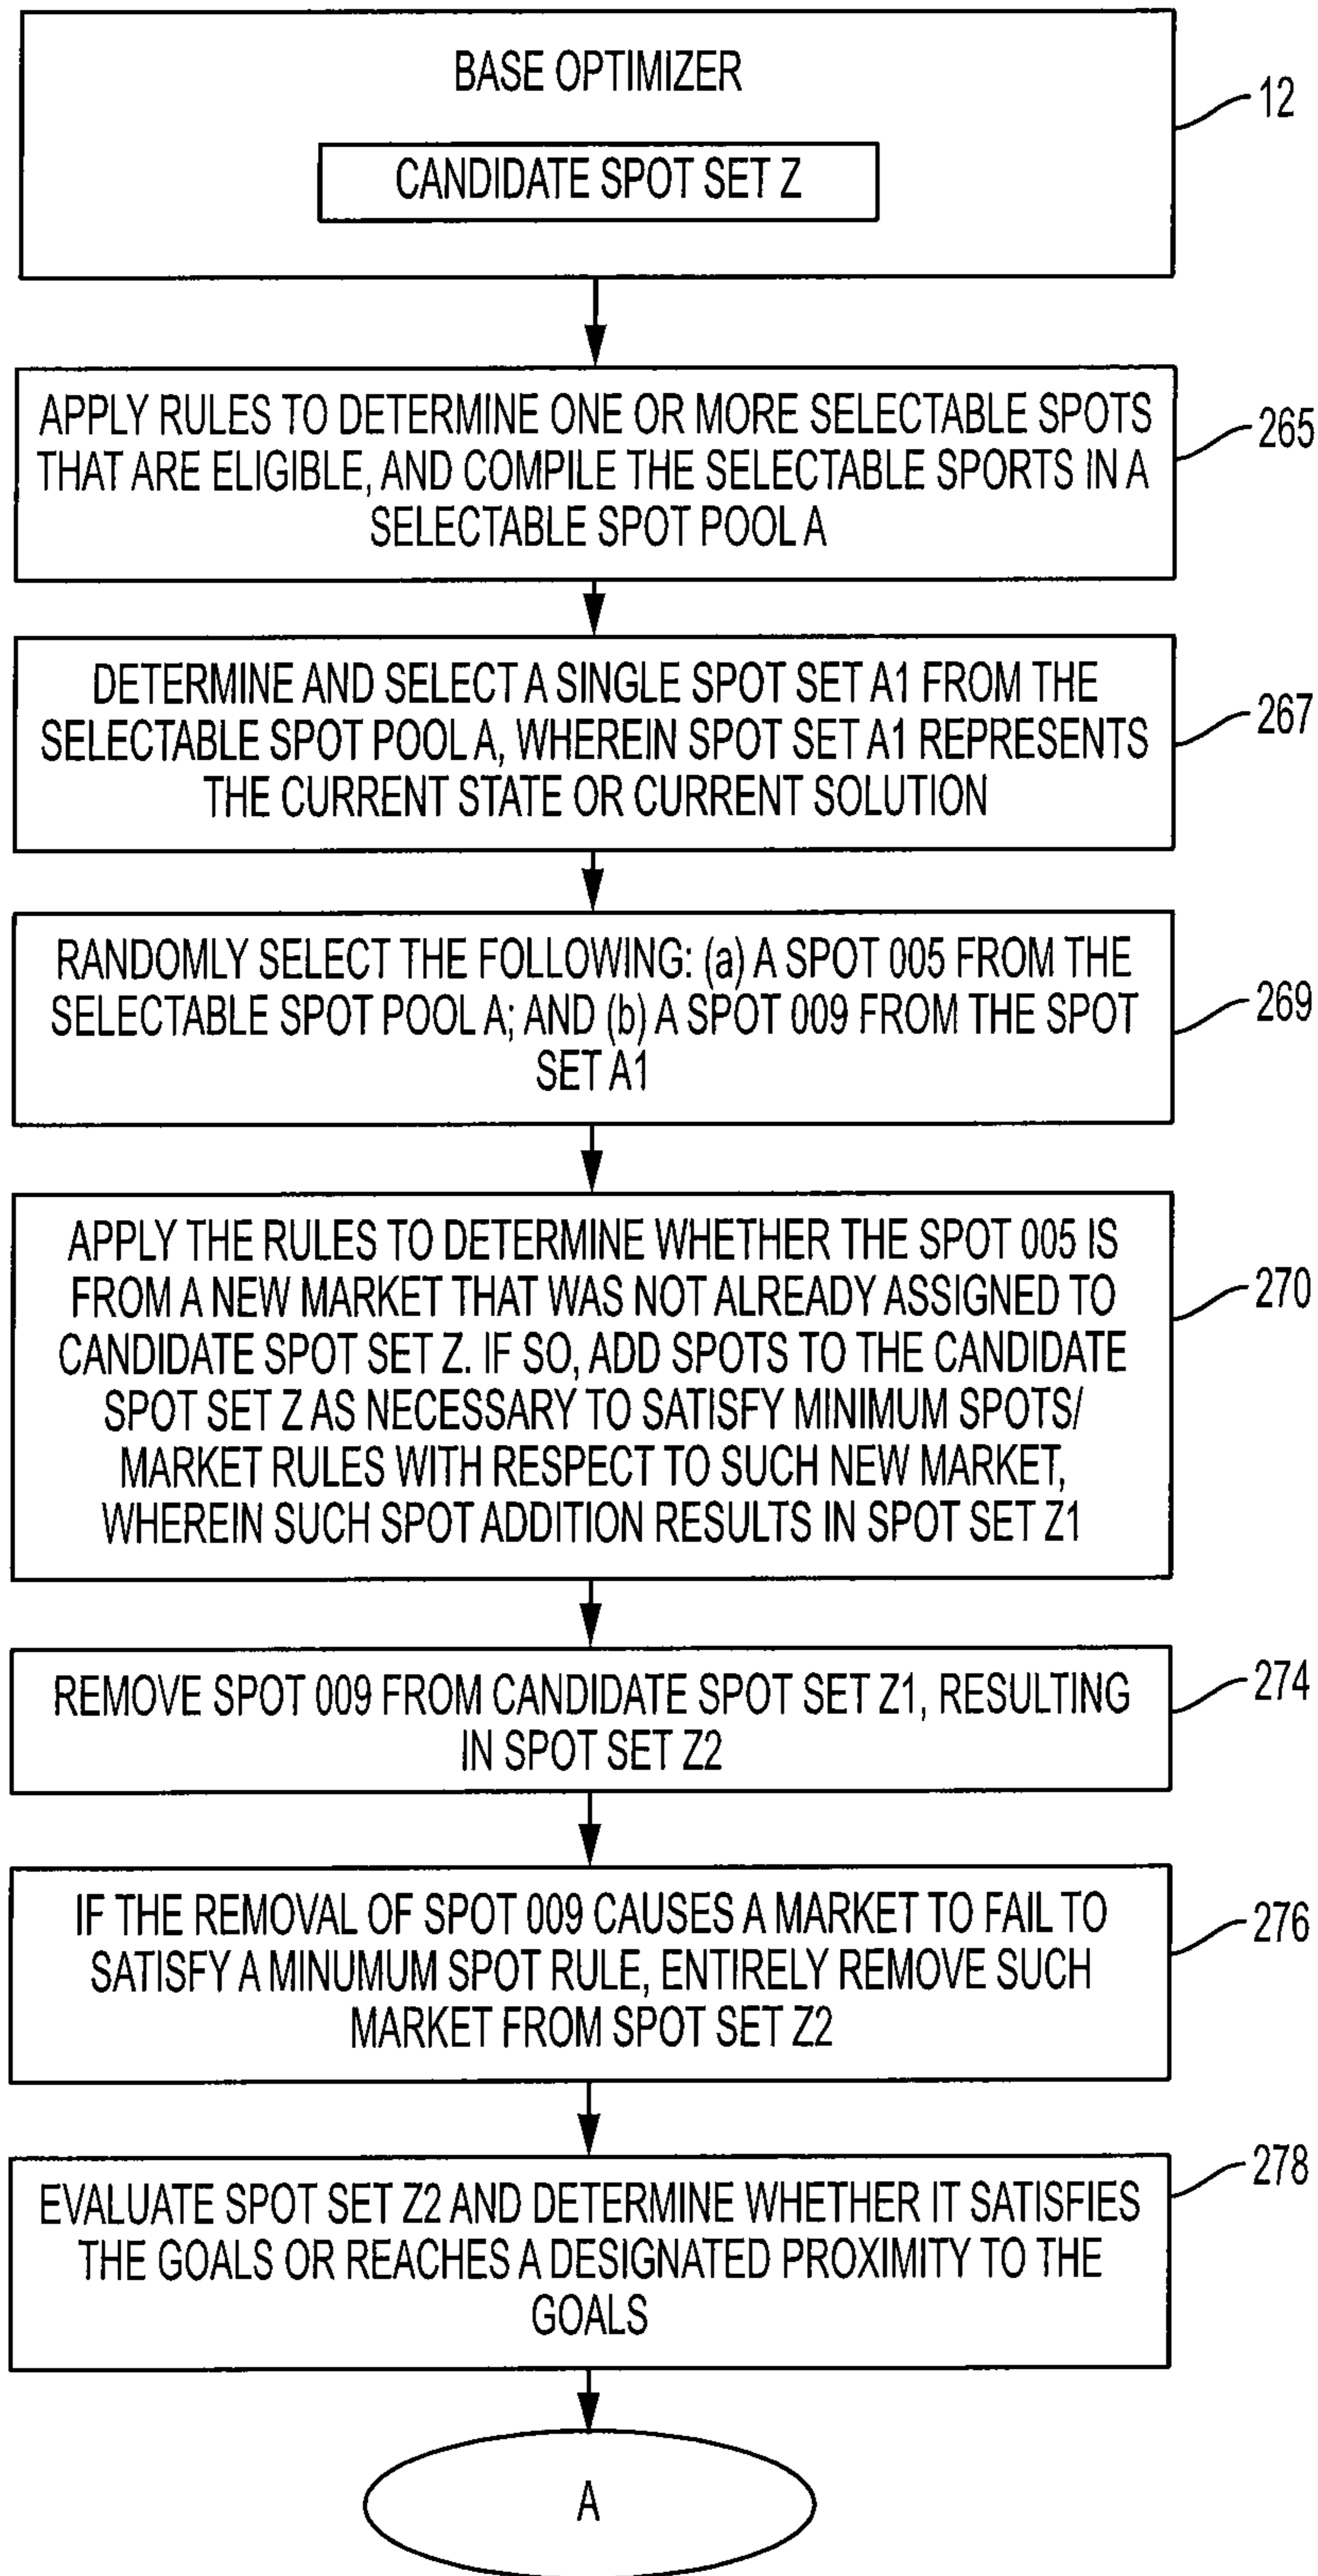 BASE OPTIMIZER
12
CANDIDATE SPOT SET Z
APPLY RULES TO DETERMINE ONE OR MORE SELECTABLE SPOTS
THAT ARE ELIGIBLE, AND COMPILE THE SELECTABLE SPORTS IN A
SELECTABLE SPOT POOL A
265
DETERMINE AND SELECT A SINGLE SPOT SET A1 FROM THE
SELECTABLE SPOT POOL A, WHEREIN SPOT SET A1 REPRESENTS
THE CURRENT STATE OR CURRENT SOLUTION
267
RANDOMLY SELECT THE FOLLOWING: (a) A SPOT 005 FROM THE
SELECTABLE SPOT POOL A; AND (b) A SPOT 009 FROM THE SPOT
SET A1
269
APPLY THE RULES TO DETERMINE WHETHER THE SPOT 005 IS
FROM A NEW MARKET THAT WAS NOT ALREADY ASSIGNED TO
CANDIDATE SPOT SET Z. IF SO, ADD SPOTS TO THE CANDIDATE
SPOT SET Z AS NECESSARY TO SATISFY MINIMUM SPOTS/
MARKET RULES WITH RESPECT TO SUCH NEW MARKET,
WHEREIN SUCH SPOT ADDITION RESULTS IN SPOT SET Z1
270
REMOVE SPOT 009 FROM CANDIDATE SPOT SET Z1, RESULTING
IN SPOT SET Z2
274
IF THE REMOVAL OF SPOT 009 CAUSES A MARKET TO FAIL TO
SATISFY A MINUMUM SPOT RULE, ENTIRELY REMOVE SUCH
MARKET FROM SPOT SET Z2
276
EVALUATE SPOT SET Z2 AND DETERMINE WHETHER IT SATISFIES
THE GOALS OR REACHES A DESIGNATED PROXIMITY TO THE
GOALS
278
A